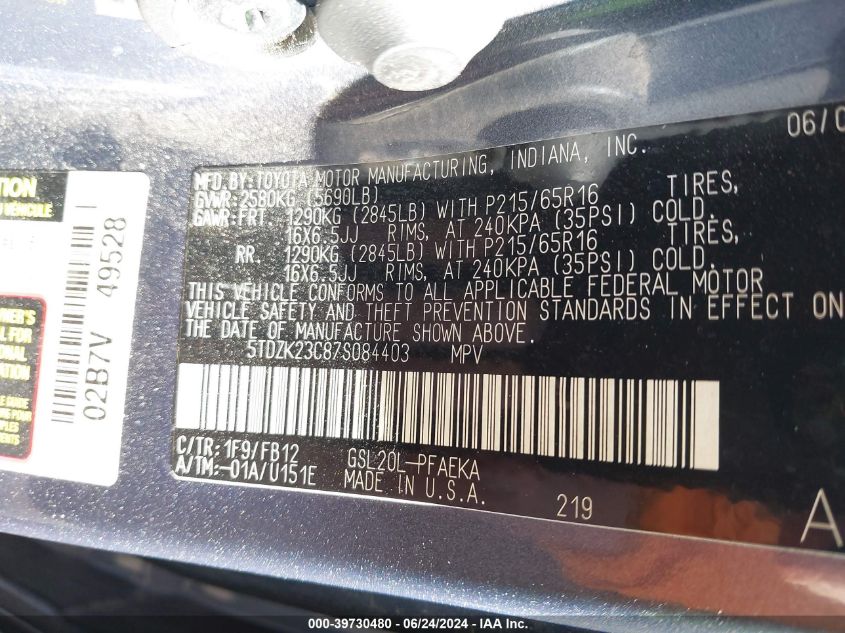 06/0
MFD.BY:TOYOTA MOTOR MANUFACTURING, INDIANA, INC.
GVWR:2580KG (5690LB)
GAWR:FRT 1290KG (2845LB) WITH P215/65R16 TIRES,
16X6.5JJ RIMS, AT 240KPA (35PSI) COLD.
RR. 1290KG (2845LB) WITH P215/65R16 TIRES,
16X6.5JJ RIMS, AT 240KPA (35PSI) COLD.
THIS VEHICLE CONFORMS TO ALL APPLICABLE FEDERAL MOTOR
VEHICLE SAFETY AND THEFT PREVENTION STANDARDS IN EFFECT ON
THE DATE OF MANUFACTURE SHOWN ABOVE.
5TDZK23C87S084403 MPV
C/TR: 1F9/FB12 GSL20L-PFAEKA
A/TM:-01A/U151E MADE IN U.S.A.
219
A
02B7V 49528
000-39730480 - 06/24/2024 - IAAI.com